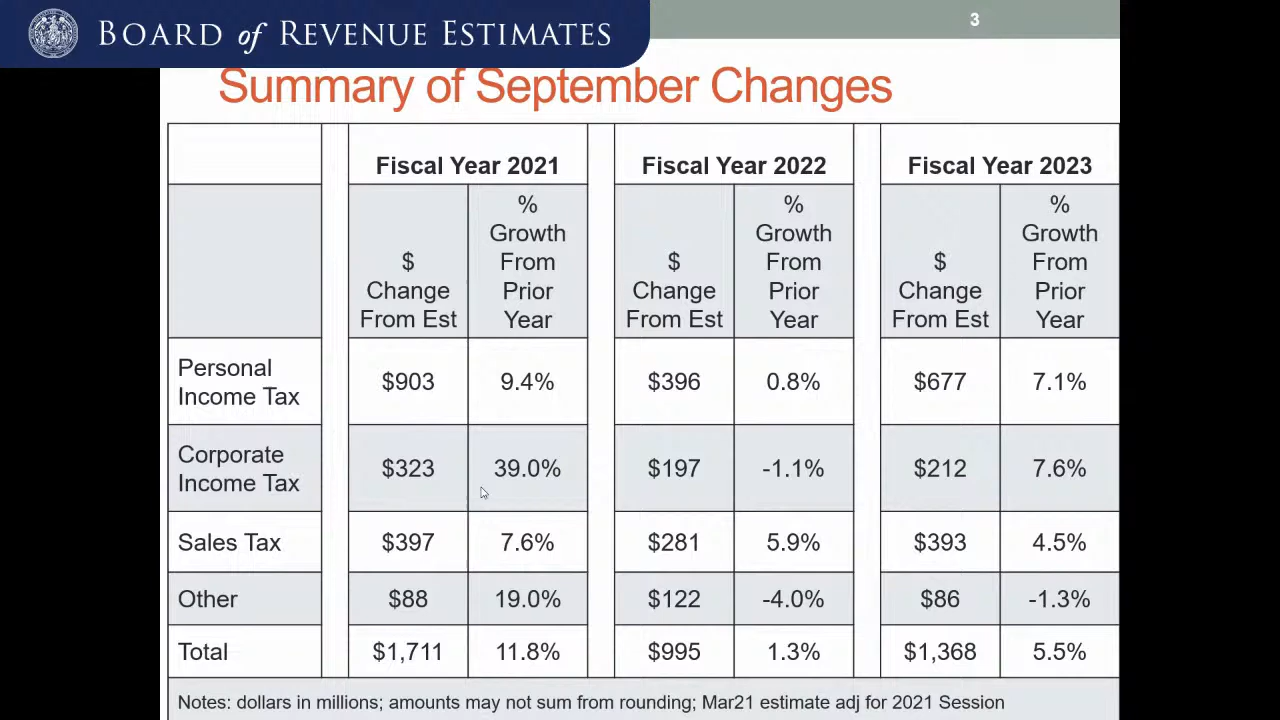 BOARD of REVENUE ESTIMATES
3
Summary of September Changes
Fiscal Year 2021 Fiscal Year 2022 Fiscal Year 2023
$ Change From Est % Growth From Prior Year $ Change From Est % Growth From Prior Year $ Change From Est % Growth From Prior Year
Personal Income Tax $903 9.4% $396 0.8% $677 7.1%
Corporate Income Tax $323 39.0% $197 -1.1% $212 7.6%
Sales Tax $397 7.6% $281 5.9% $393 4.5%
Other $88 19.0% $122 -4.0% $86 -1.3%
Total $1,711 11.8% $995 1.3% $1,368 5.5%
Notes: dollars in millions; amounts may not sum from rounding; Mar21 estimate adj for 2021 Session